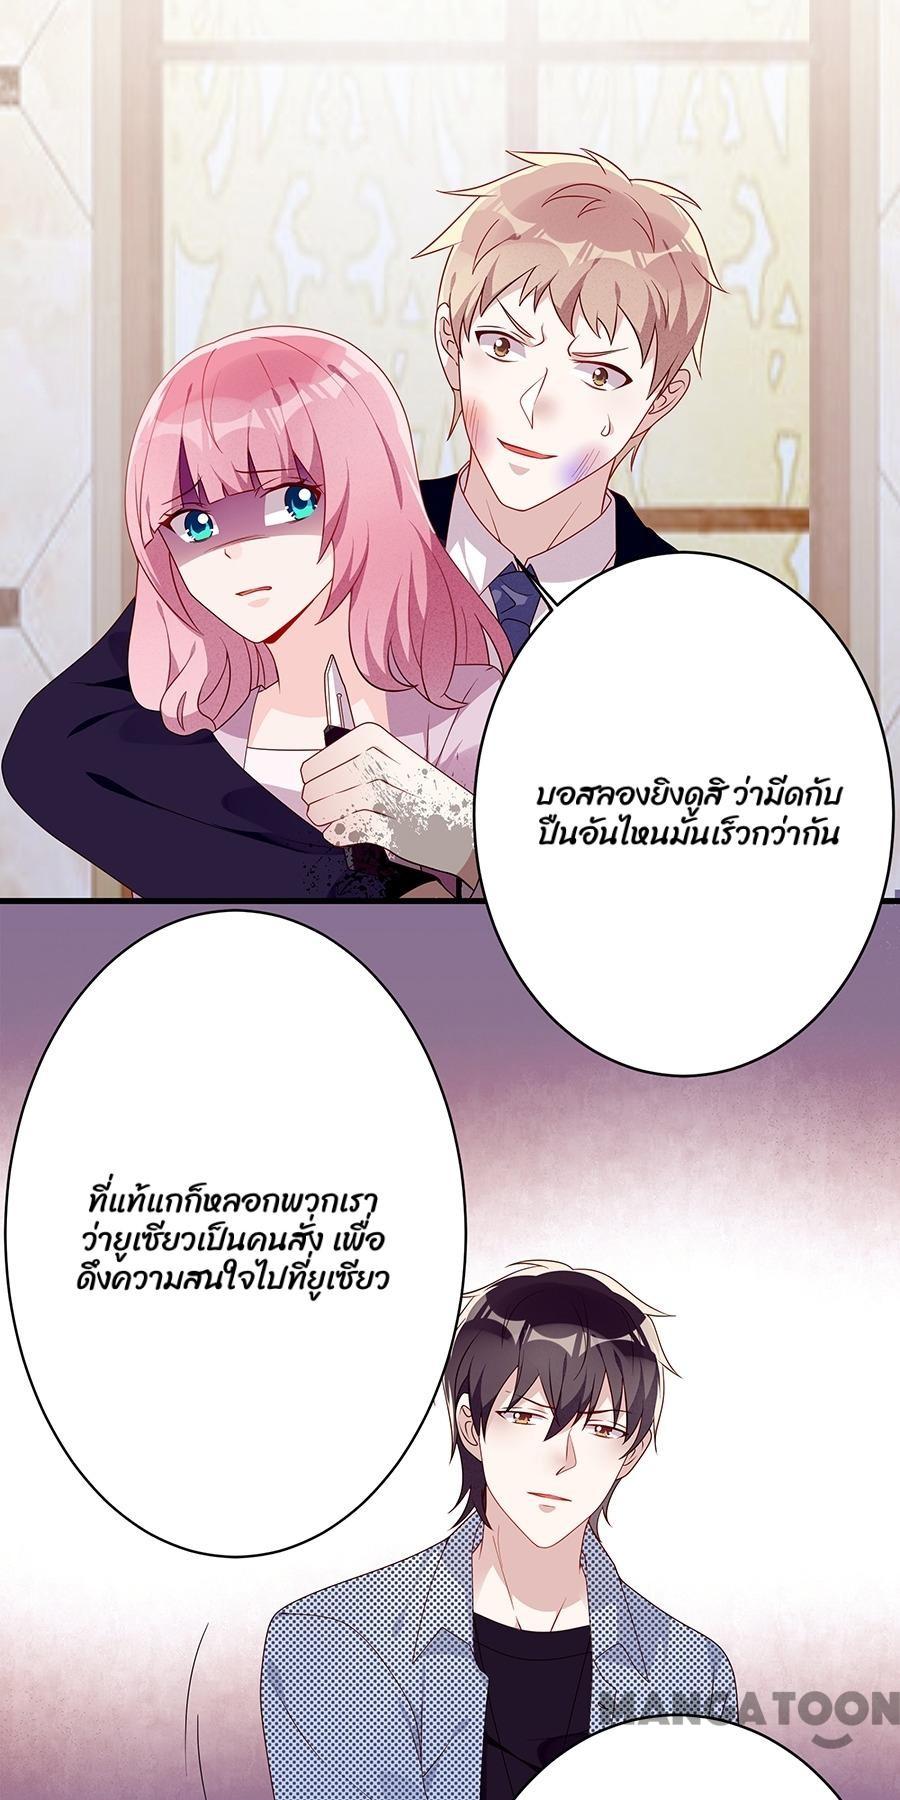 บอสลองยิงดูสิ ว่ามีดกับ
ปืนอันไหนมันเร็วกว่ากัน
ที่แท้แกก็หลอกพวกเรา
ว่ายูเซียวเป็นคนสั่ง เพื่อ
ดึงความสนใจไปที่ยูเซียว
MANGATOON